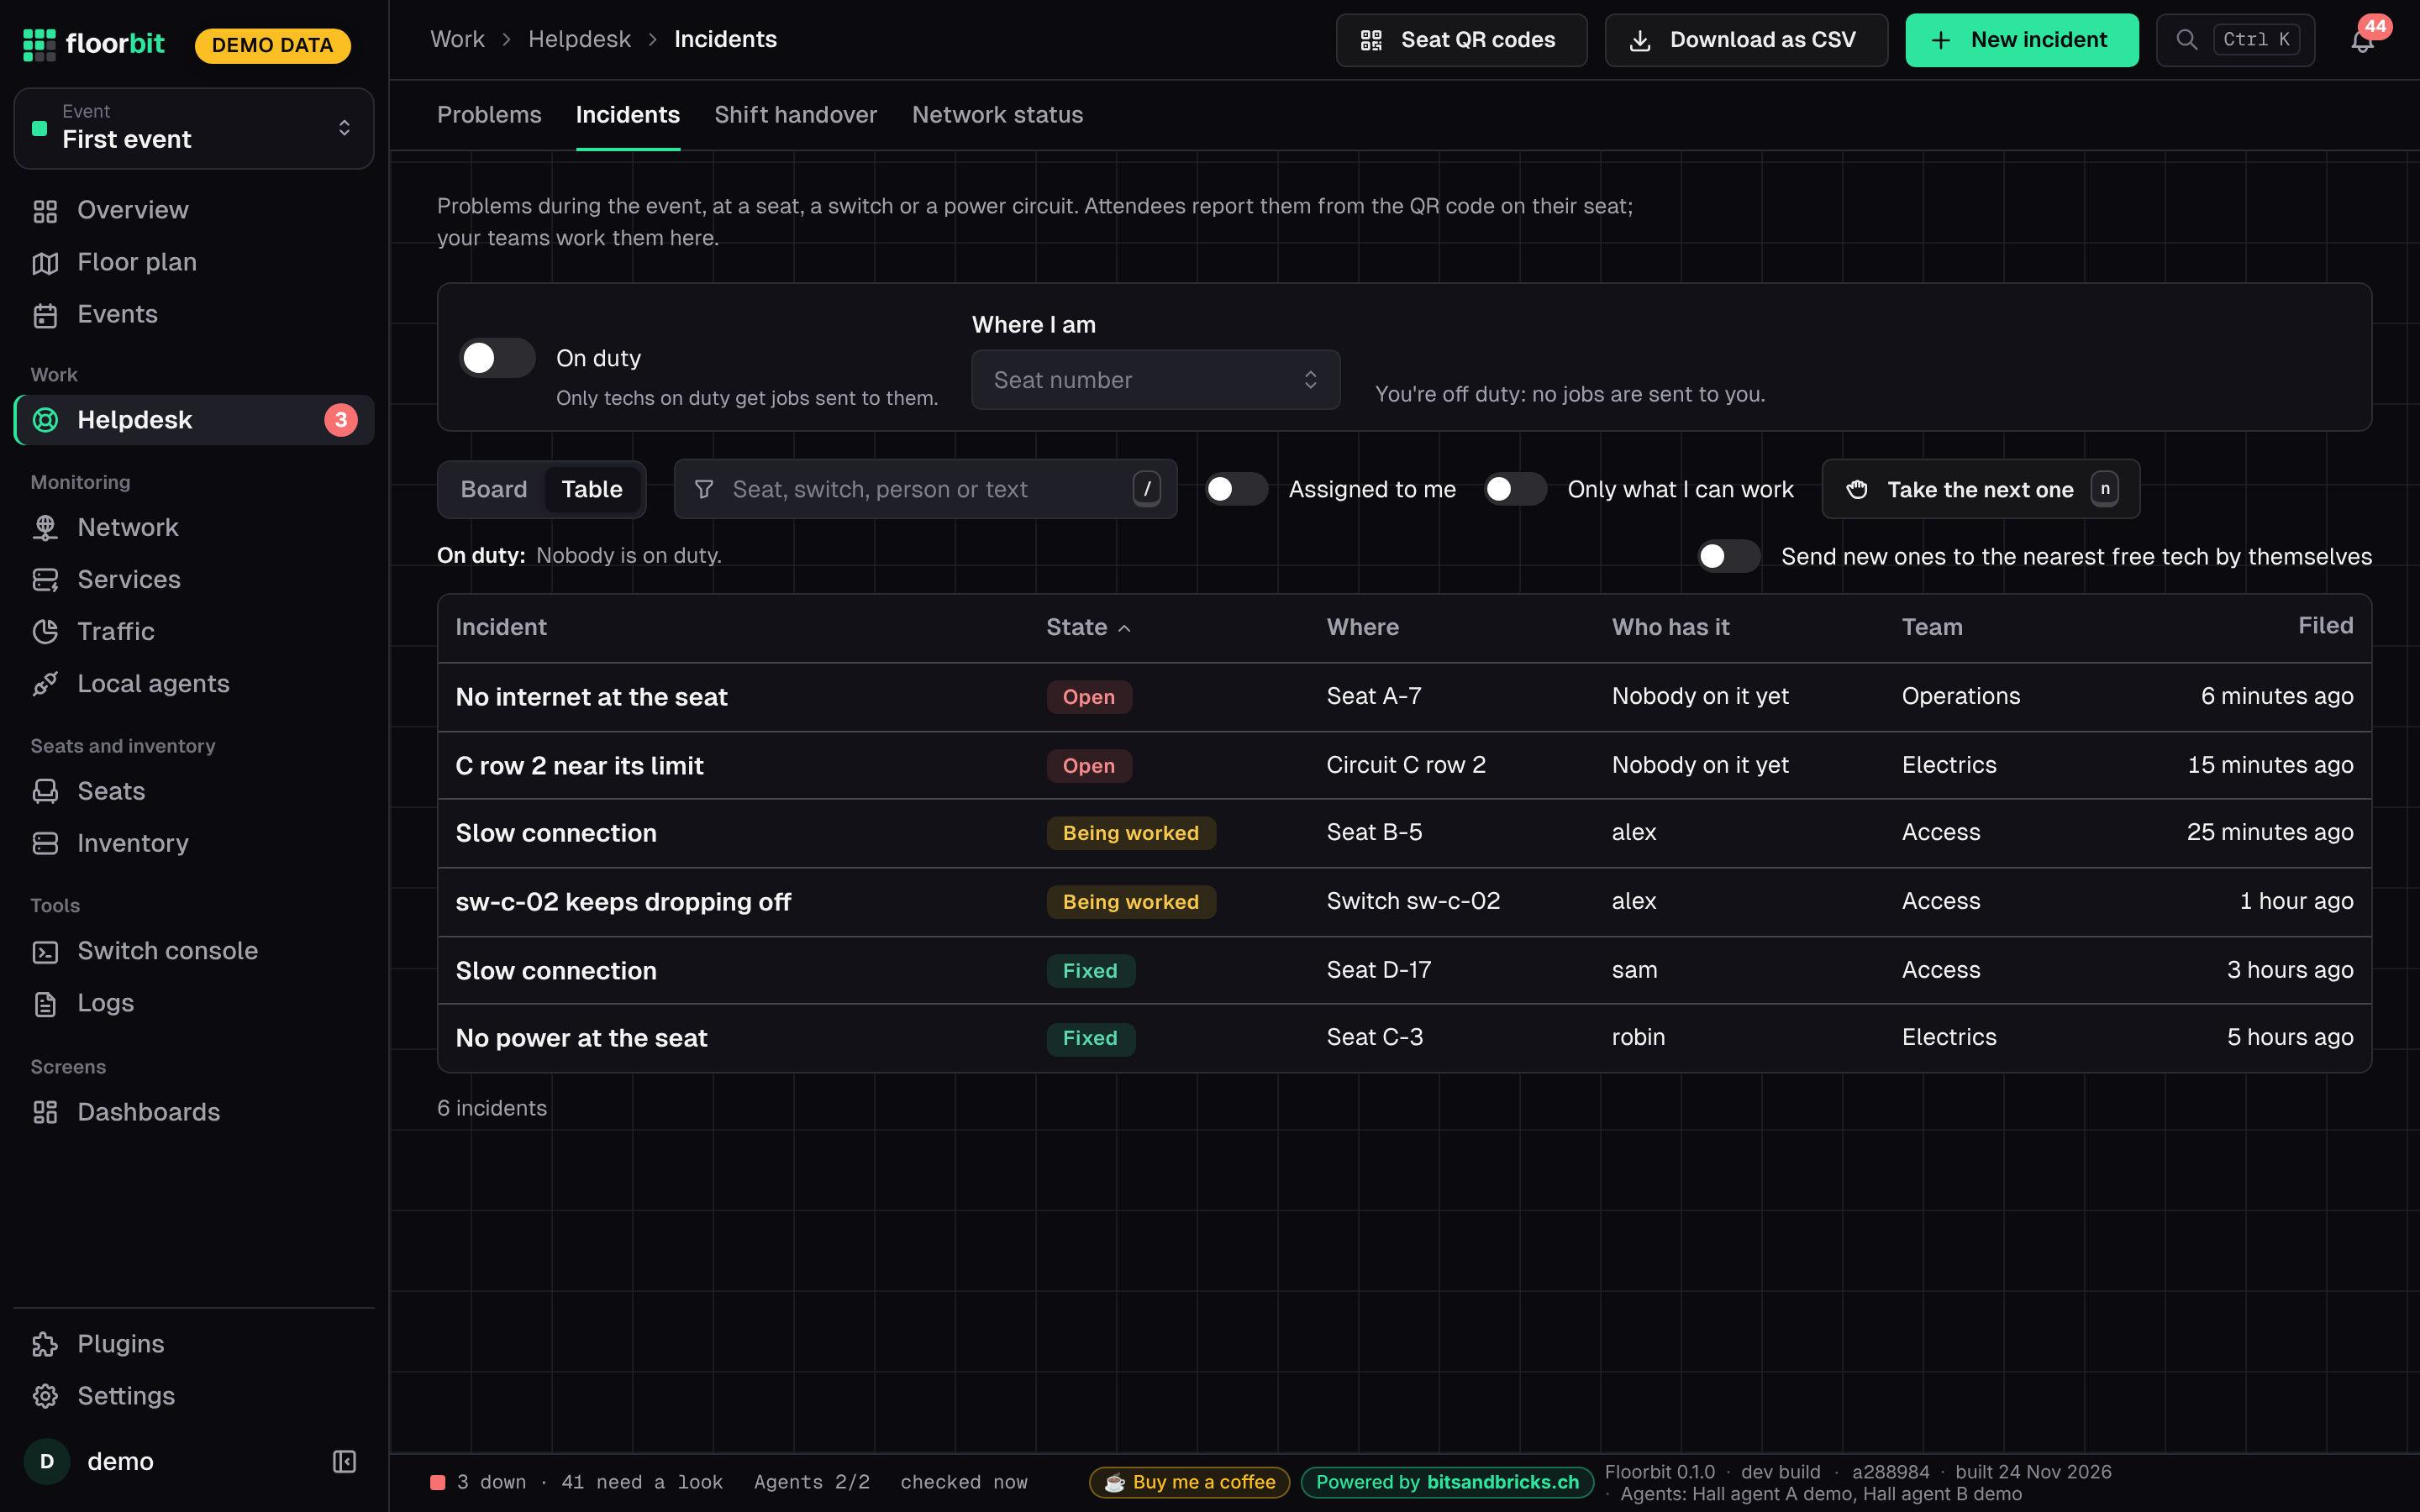 floorbit DEMO DATA
Event
First event
Overview
Floor plan
Events
Work
Helpdesk 3
Monitoring
Network
Services
Traffic
Local agents
Seats and inventory
Seats
Inventory
Tools
Switch console
Logs
Screens
Dashboards
Plugins
Settings
D demo
Work Helpdesk Incidents
Seat QR codes Download as CSV New incident Ctrl K 44
Problems Incidents Shift handover Network status
Problems during the event, at a seat, a switch or a power circuit. Attendees report them from the QR code on their seat;
your teams work them here.
On duty
Only techs on duty get jobs sent to them.
Where I am
Seat number
You're off duty: no jobs are sent to you.
Board Table Seat, switch, person or text / Assigned to me Only what I can work Take the next one n
On duty: Nobody is on duty. Send new ones to the nearest free tech by themselves
Incident State Where Who has it Team Filed
No internet at the seat Open Seat A-7 Nobody on it yet Operations 6 minutes ago
C row 2 near its limit Open Circuit C row 2 Nobody on it yet Electrics 15 minutes ago
Slow connection Being worked Seat B-5 alex Access 25 minutes ago
sw-c-02 keeps dropping off Being worked Switch sw-c-02 alex Access 1 hour ago
Slow connection Fixed Seat D-17 sam Access 3 hours ago
No power at the seat Fixed Seat C-3 robin Electrics 5 hours ago
6 incidents
3 down · 41 need a look Agents 2/2 checked now
☕ Buy me a coffee Powered by bitsandbricks.ch
Floorbit 0.1.0 · dev build · a288984 · built 24 Nov 2026
· Agents: Hall agent A demo, Hall agent B demo